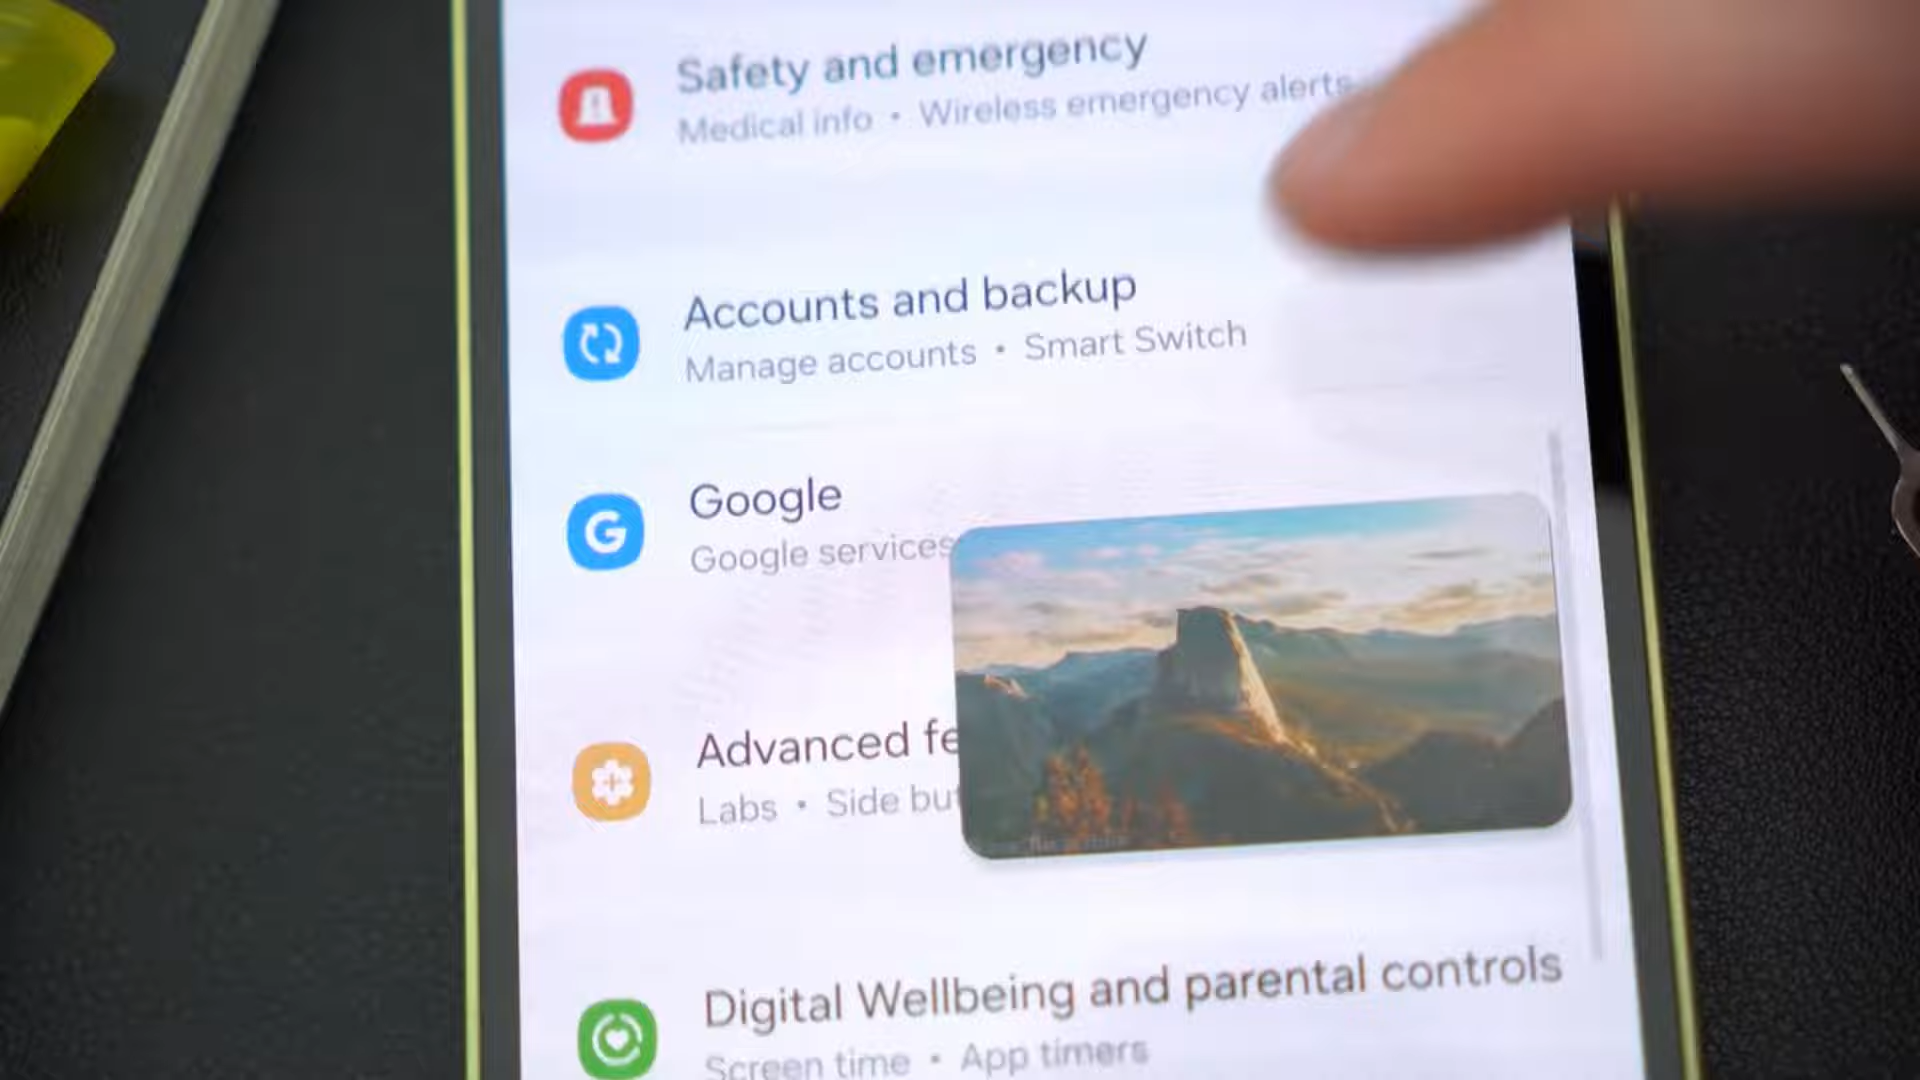 Safety and emergency
Medical info • Wireless emergency alerts
Accounts and backup
Manage accounts • Smart Switch
G Google
Google services
Advanced fe
Labs • Side but
Digital Wellbeing and parental controls
Screen time • App timers